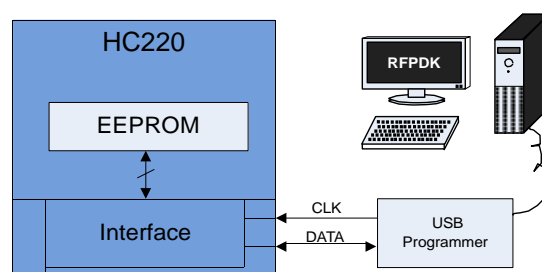 HC220
RFPDK
EEPROM
CLK
Interface
DATA
USB
Programmer